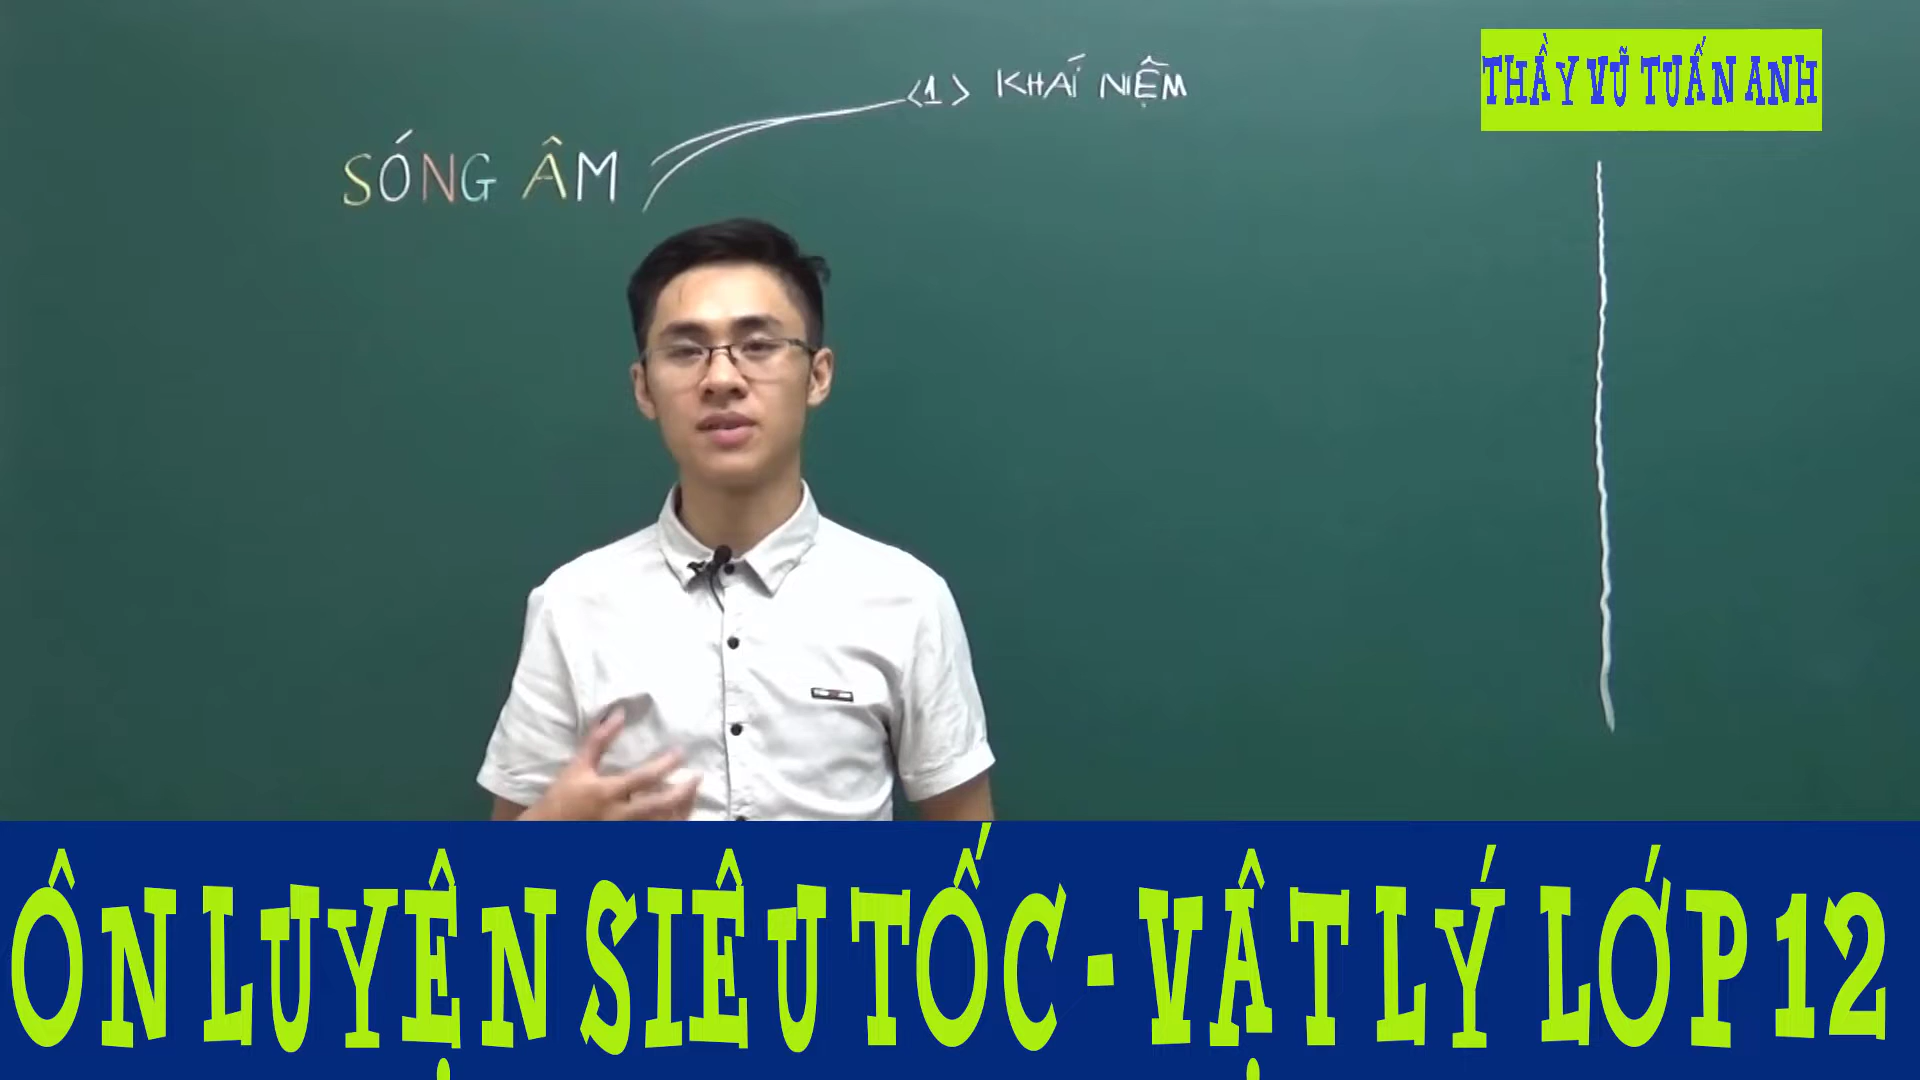 <1> KHÁI NIỆM
THẦY VŨ TUẤN ANH
SÓNG ÂM
ÔN LUYỆN SIÊU TỐC - VẬT LÝ LỚP 12